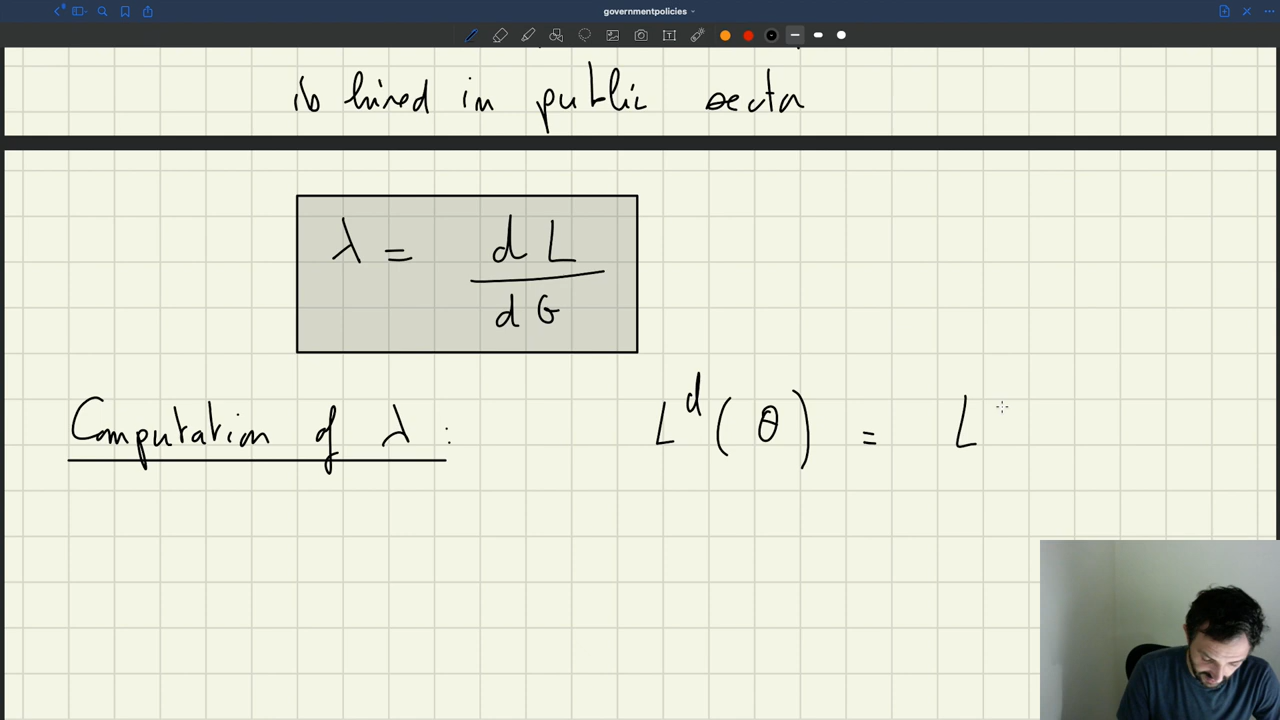 governmentpolicies
is hired in public sector
λ = dL / dG
Computation of λ : L^d ( θ ) = L